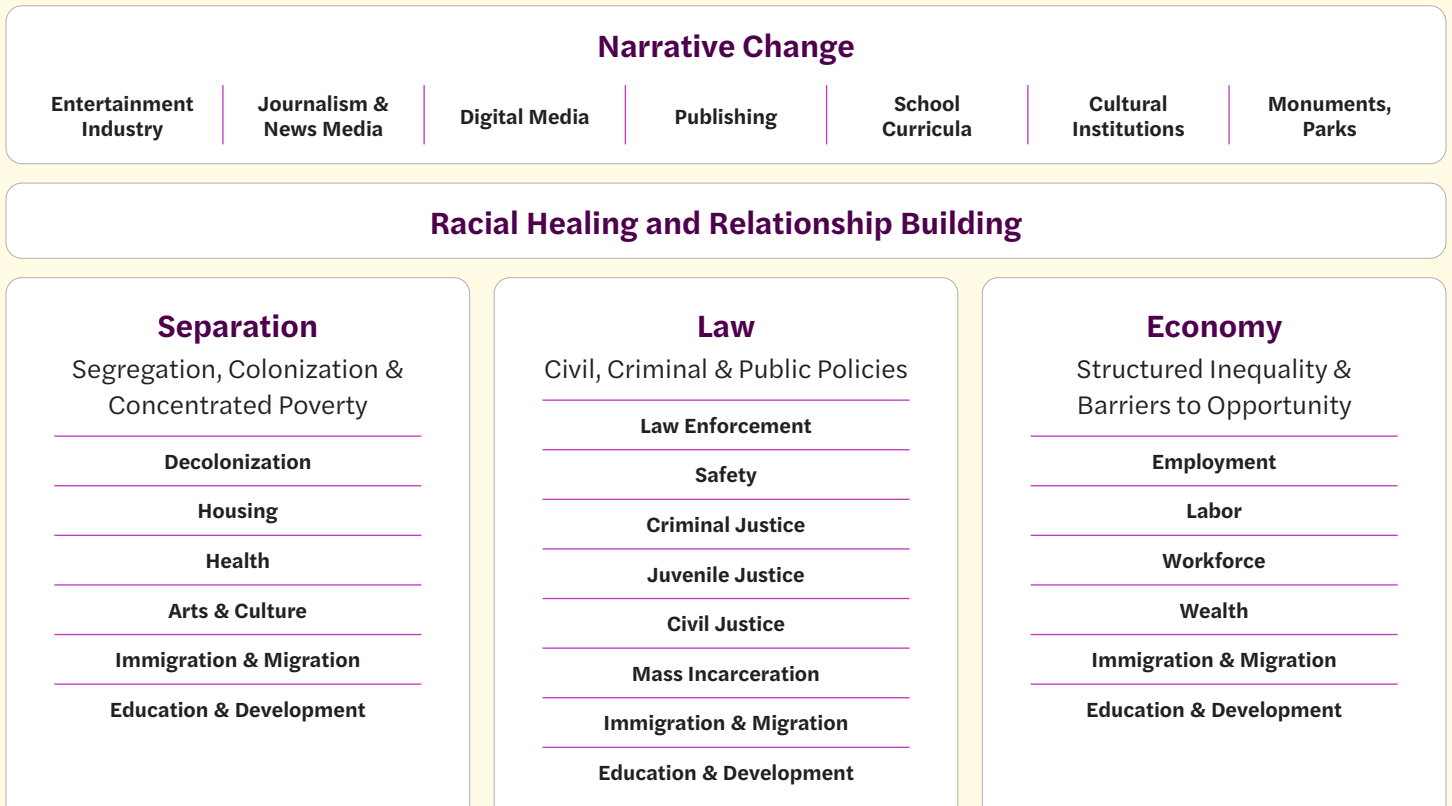 Narrative Change
Entertainment
Industry
Journalism &
News Media
Digital Media
Publishing
School
Curricula
Cultural
Institutions
Monuments,
Parks
Racial Healing and Relationship Building
Separation
Segregation, Colonization &
Concentrated Poverty
Decolonization
Housing
Health
Arts & Culture
Immigration & Migration
Education & Development
Law
Civil, Criminal & Public Policies
Law Enforcement
Safety
Criminal Justice
Juvenile Justice
Civil Justice
Mass Incarceration
Immigration & Migration
Education & Development
Economy
Structured Inequality &
Barriers to Opportunity
Employment
Labor
Workforce
Wealth
Immigration & Migration
Education & Development